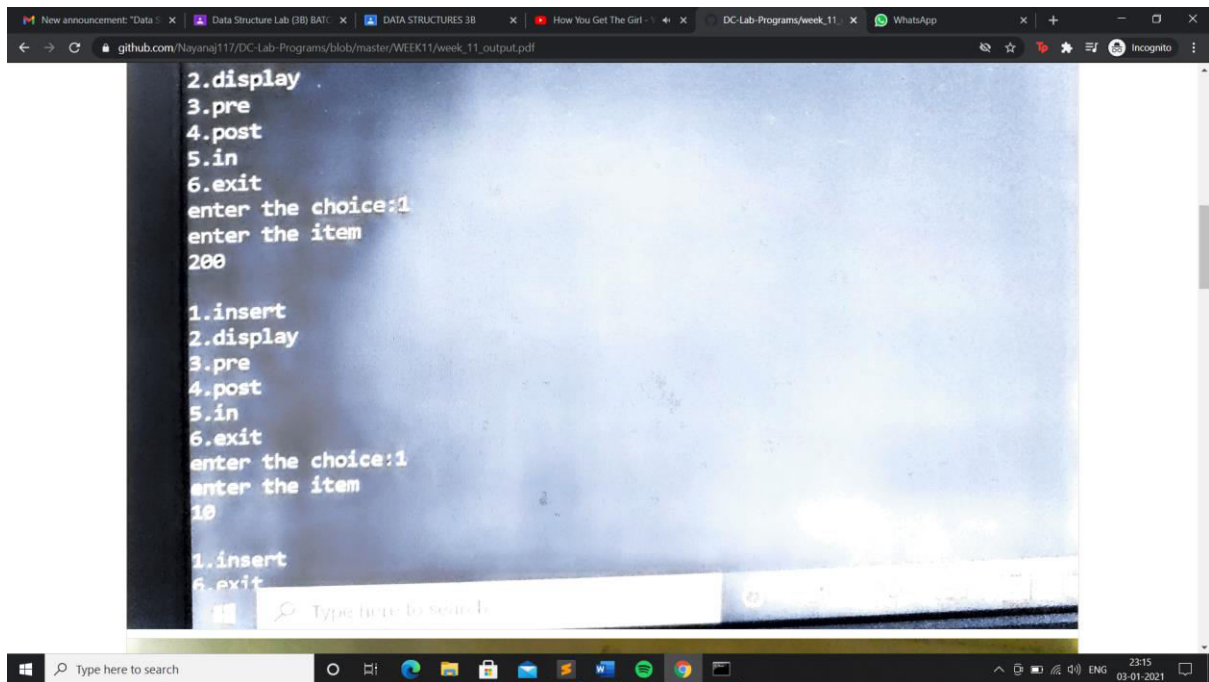 New announcement: "Data S
Data Structure Lab (3B) BATC
DATA STRUCTURES 3B
How You Get The Girl - Y
DC-Lab-Programs/week_11_
WhatsApp
github.com/Nayanaj117/DC-Lab-Programs/blob/master/WEEK11/week_11_output.pdf
Incognito
2.display
3.pre
4.post
5.in
6.exit
enter the choice:1
enter the item
200
1.insert
2.display
3.pre
4.post
5.in
6.exit
enter the choice:1
enter the item
10
1.insert
6.exit
Type here to search
Type here to search
ENG
23:15
03-01-2021